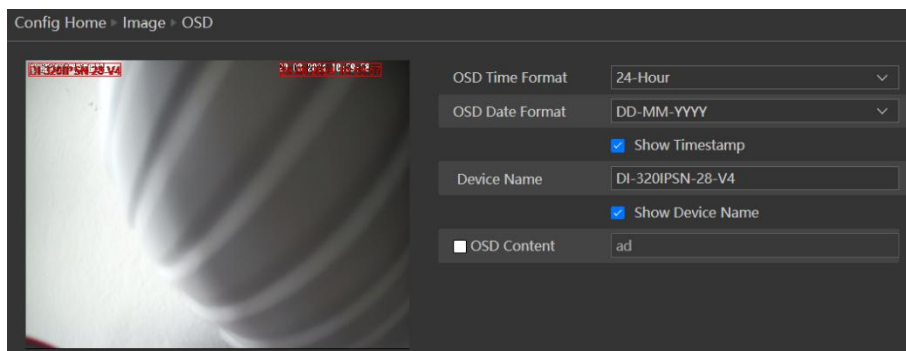 Config Home ▸ Image ▸ OSD
DI-320IPSN-28-V4
OSD Time Format 24-Hour
OSD Date Format DD-MM-YYYY
Show Timestamp
Device Name DI-320IPSN-28-V4
Show Device Name
OSD Content ad